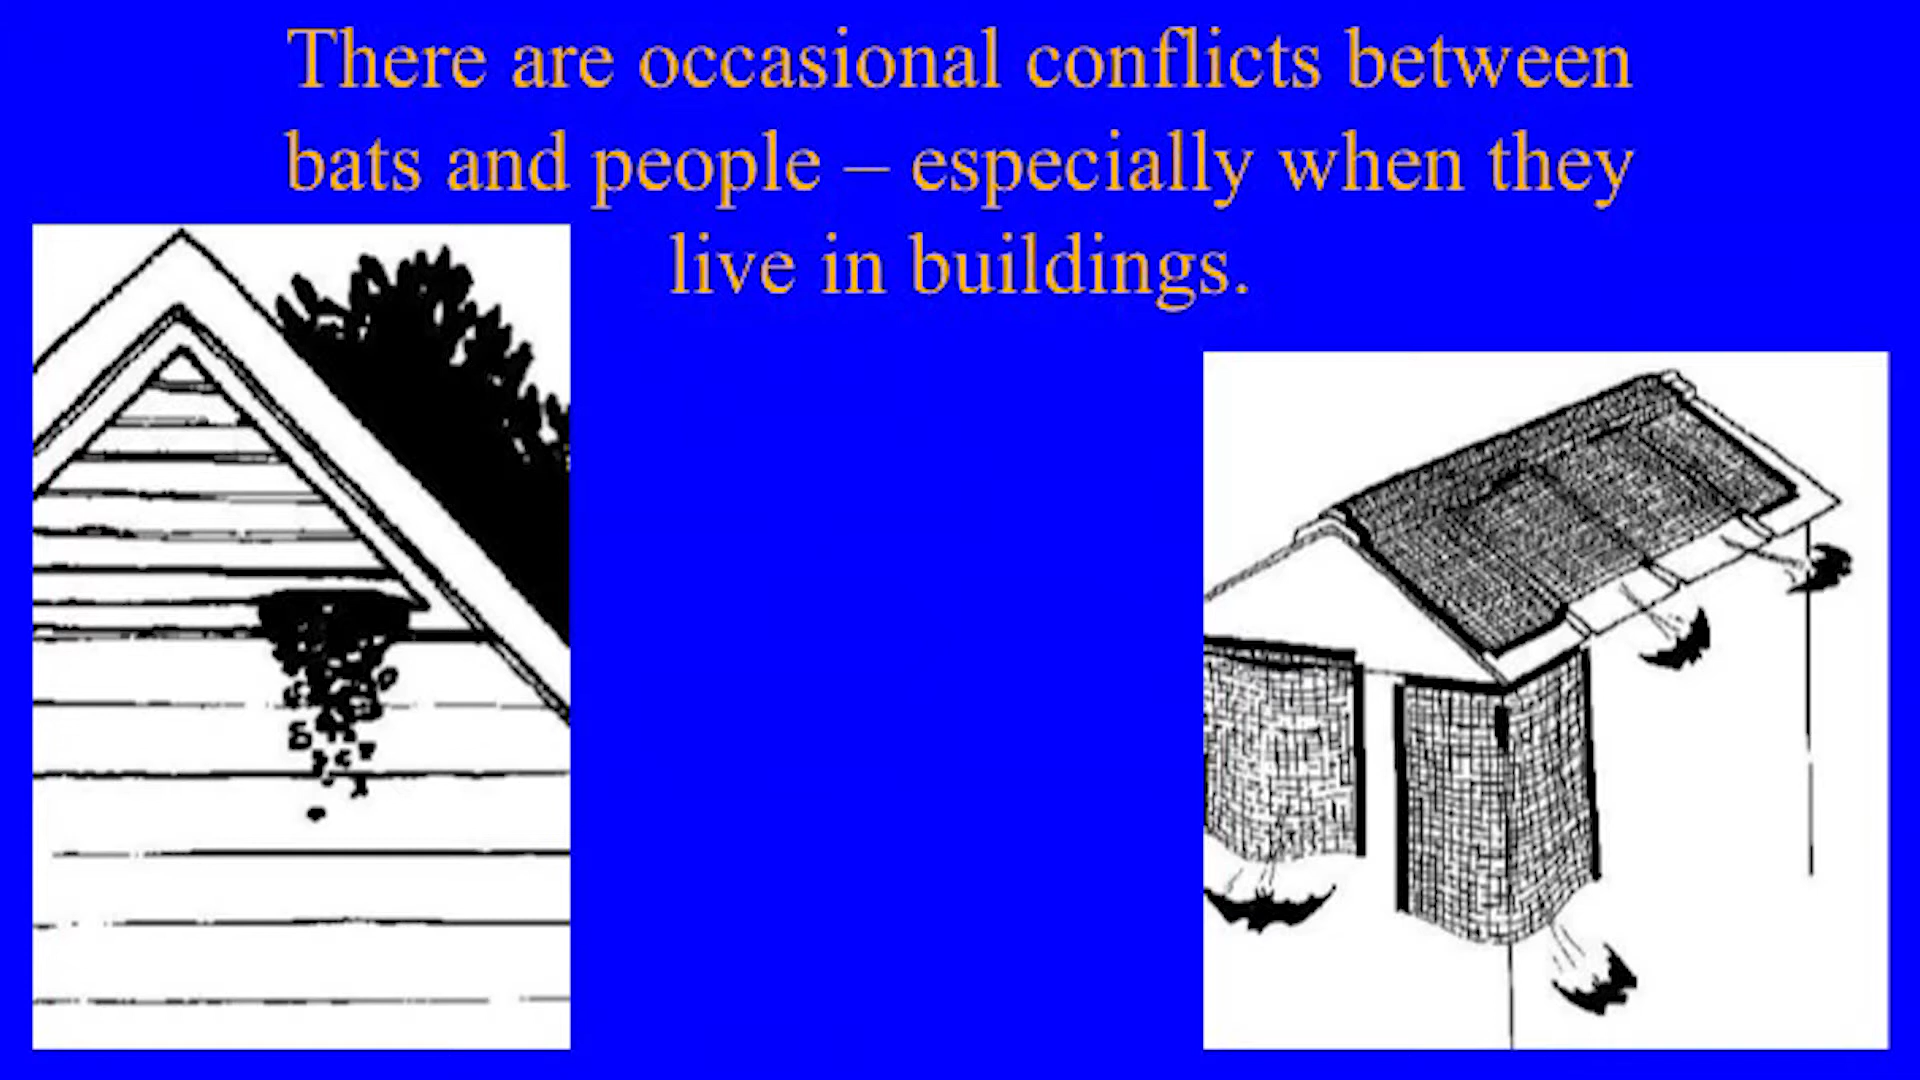 There are occasional conflicts between
bats and people – especially when they
live in buildings.